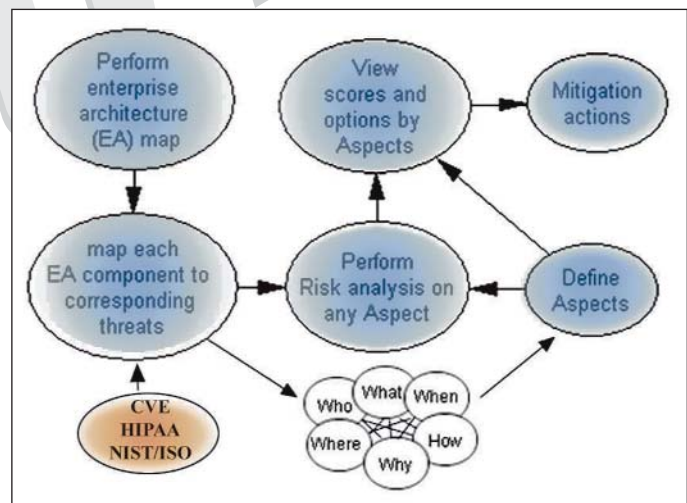 Perform
enterprise
architecture
(EA) map
View
scores and
options by
Aspects
Mitigation
actions
map each
EA component to
corresponding
threats
Perform
Risk analysis on
any Aspect
Define
Aspects
CVE
HIPAA
NIST/ISO
Who
What
When
Where
How
Why